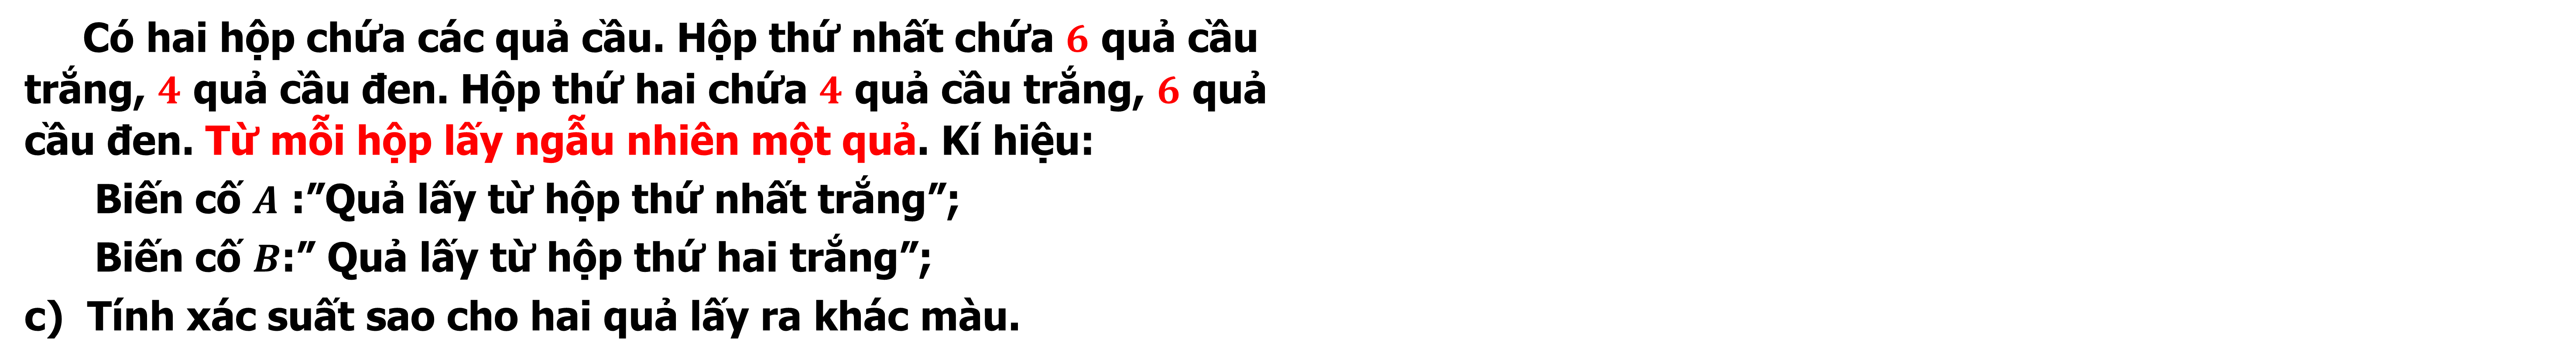 Có hai hộp chứa các quả cầu. Hộp thứ nhất chứa 6 quả cầu
trắng, 4 quả cầu đen. Hộp thứ hai chứa 4 quả cầu trắng, 6 quả
cầu đen. Từ mỗi hộp lấy ngẫu nhiên một quả. Kí hiệu:
Biến cố A :”Quả lấy từ hộp thứ nhất trắng”;
Biến cố B:” Quả lấy từ hộp thứ hai trắng”;
c) Tính xác suất sao cho hai quả lấy ra khác màu.